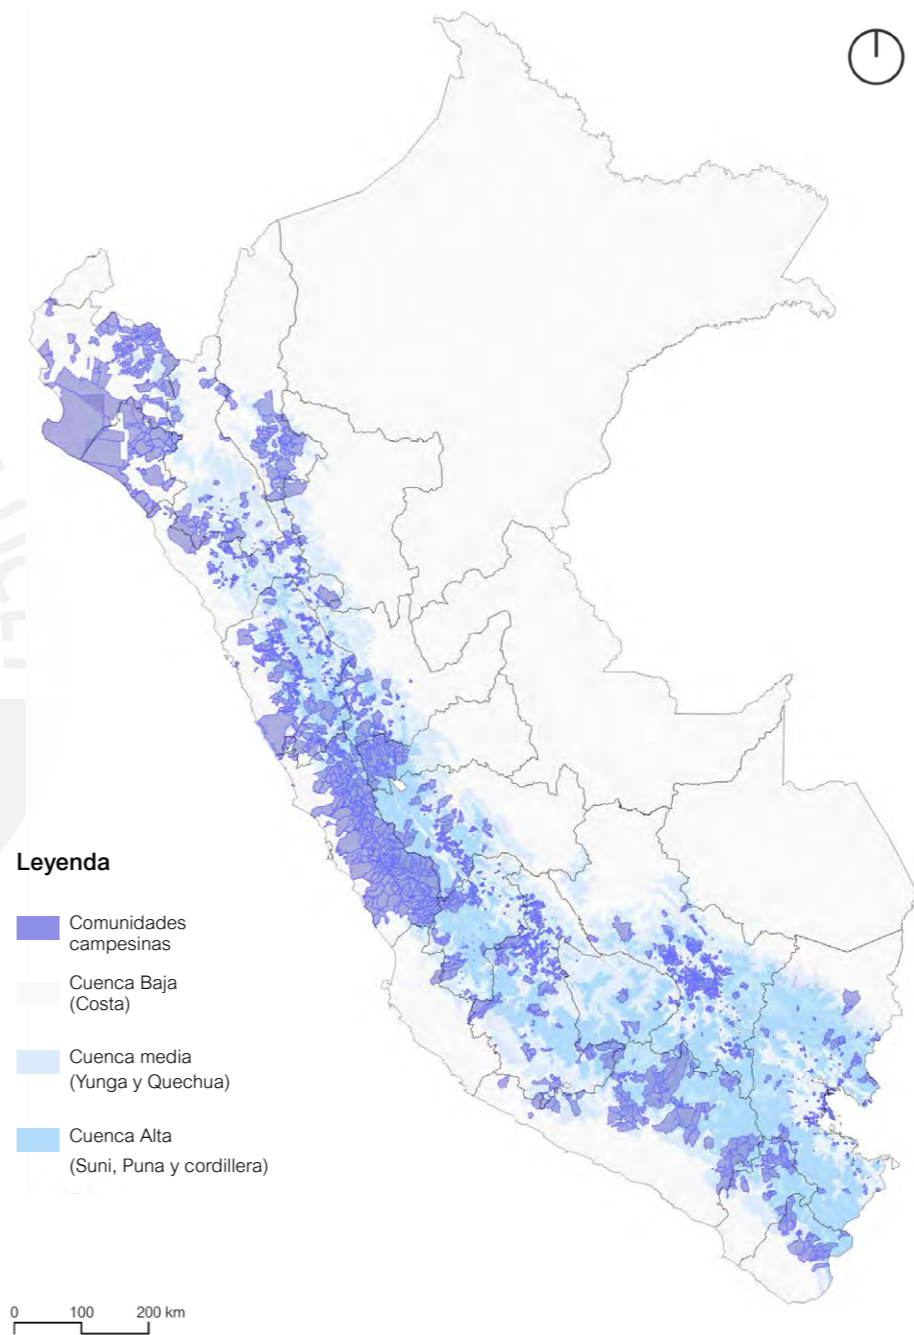 Leyenda
Comunidades
campesinas
Cuenca Baja
(Costa)
Cuenca media
(Yunga y Quechua)
Cuenca Alta
(Suni, Puna y cordillera)
0 100 200 km